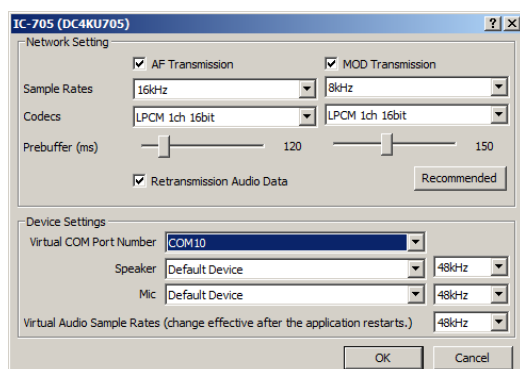 IC-705 (DC4KU705)
Network Setting
AF Transmission MOD Transmission
Sample Rates 16kHz 8kHz
Codecs LPCM 1ch 16bit LPCM 1ch 16bit
Prebuffer (ms) 120 150
Retransmission Audio Data Recommended
Device Settings
Virtual COM Port Number COM10
Speaker Default Device 48kHz
Mic Default Device 48kHz
Virtual Audio Sample Rates (change effective after the application restarts.) 48kHz
OK Cancel